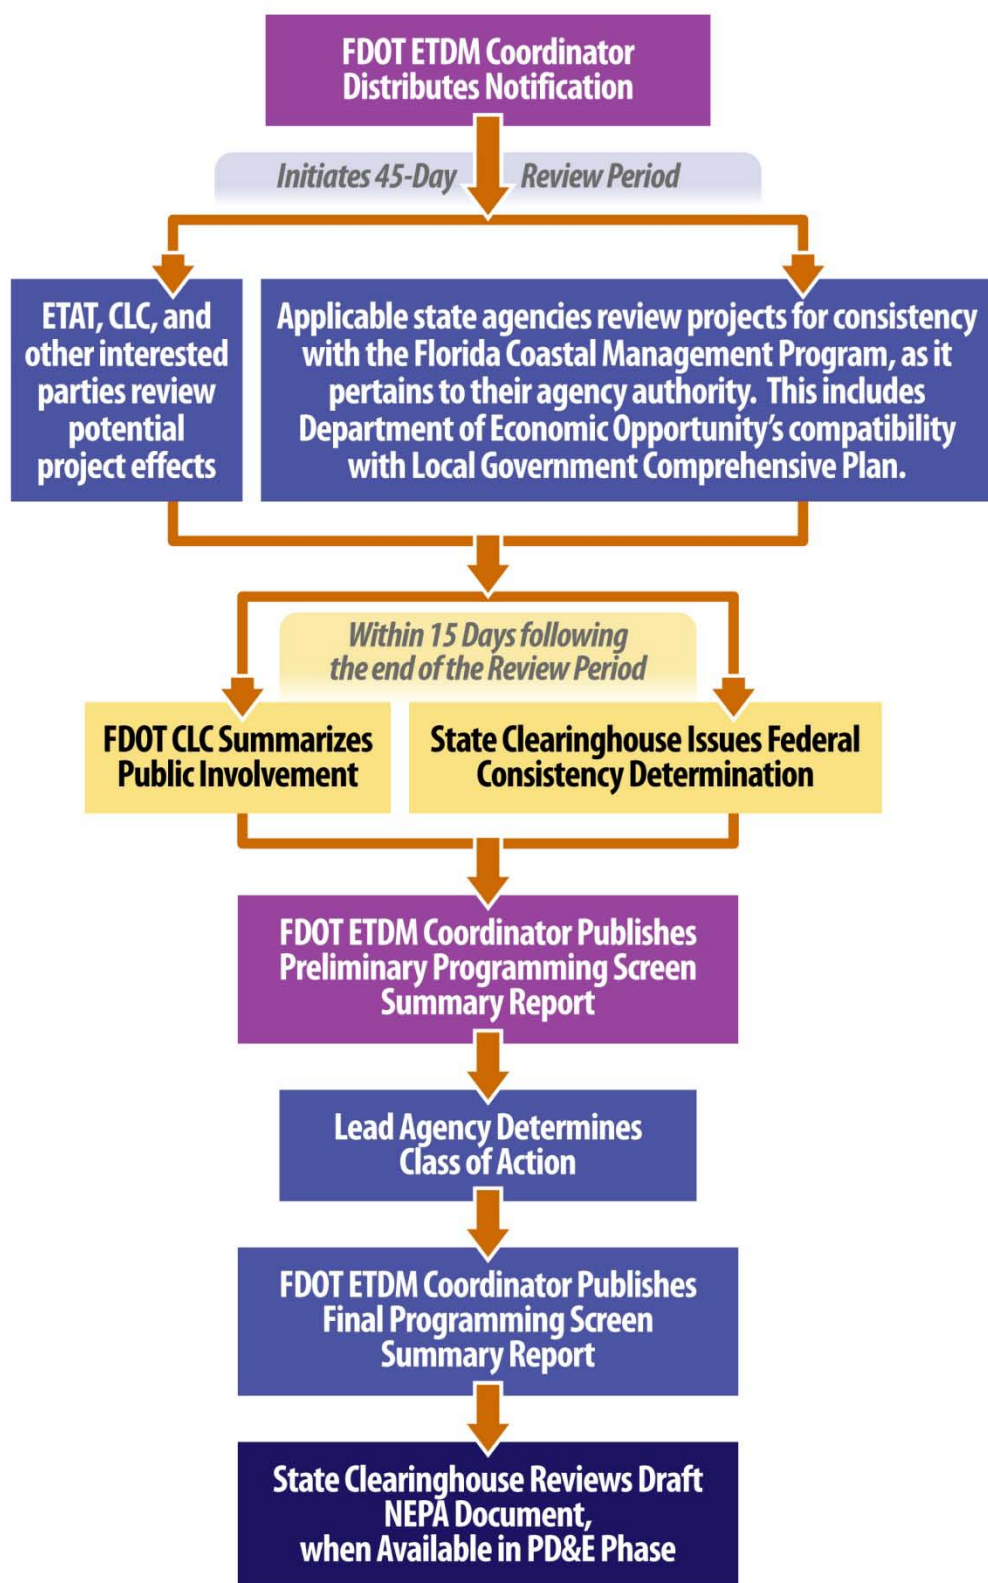 FDOT ETDM Coordinator
Distributes Notification
Initiates 45-Day Review Period
ETAT, CLC, and
other interested
parties review
potential
project effects
Applicable state agencies review projects for consistency
with the Florida Coastal Management Program, as it
pertains to their agency authority.  This includes
Department of Economic Opportunity's compatibility
with Local Government Comprehensive Plan.
Within 15 Days following
the end of the Review Period
FDOT CLC Summarizes
Public Involvement
State Clearinghouse Issues Federal
Consistency Determination
FDOT ETDM Coordinator Publishes
Preliminary Programming Screen
Summary Report
Lead Agency Determines
Class of Action
FDOT ETDM Coordinator Publishes
Final Programming Screen
Summary Report
State Clearinghouse Reviews Draft
NEPA Document,
when Available in PD&E Phase